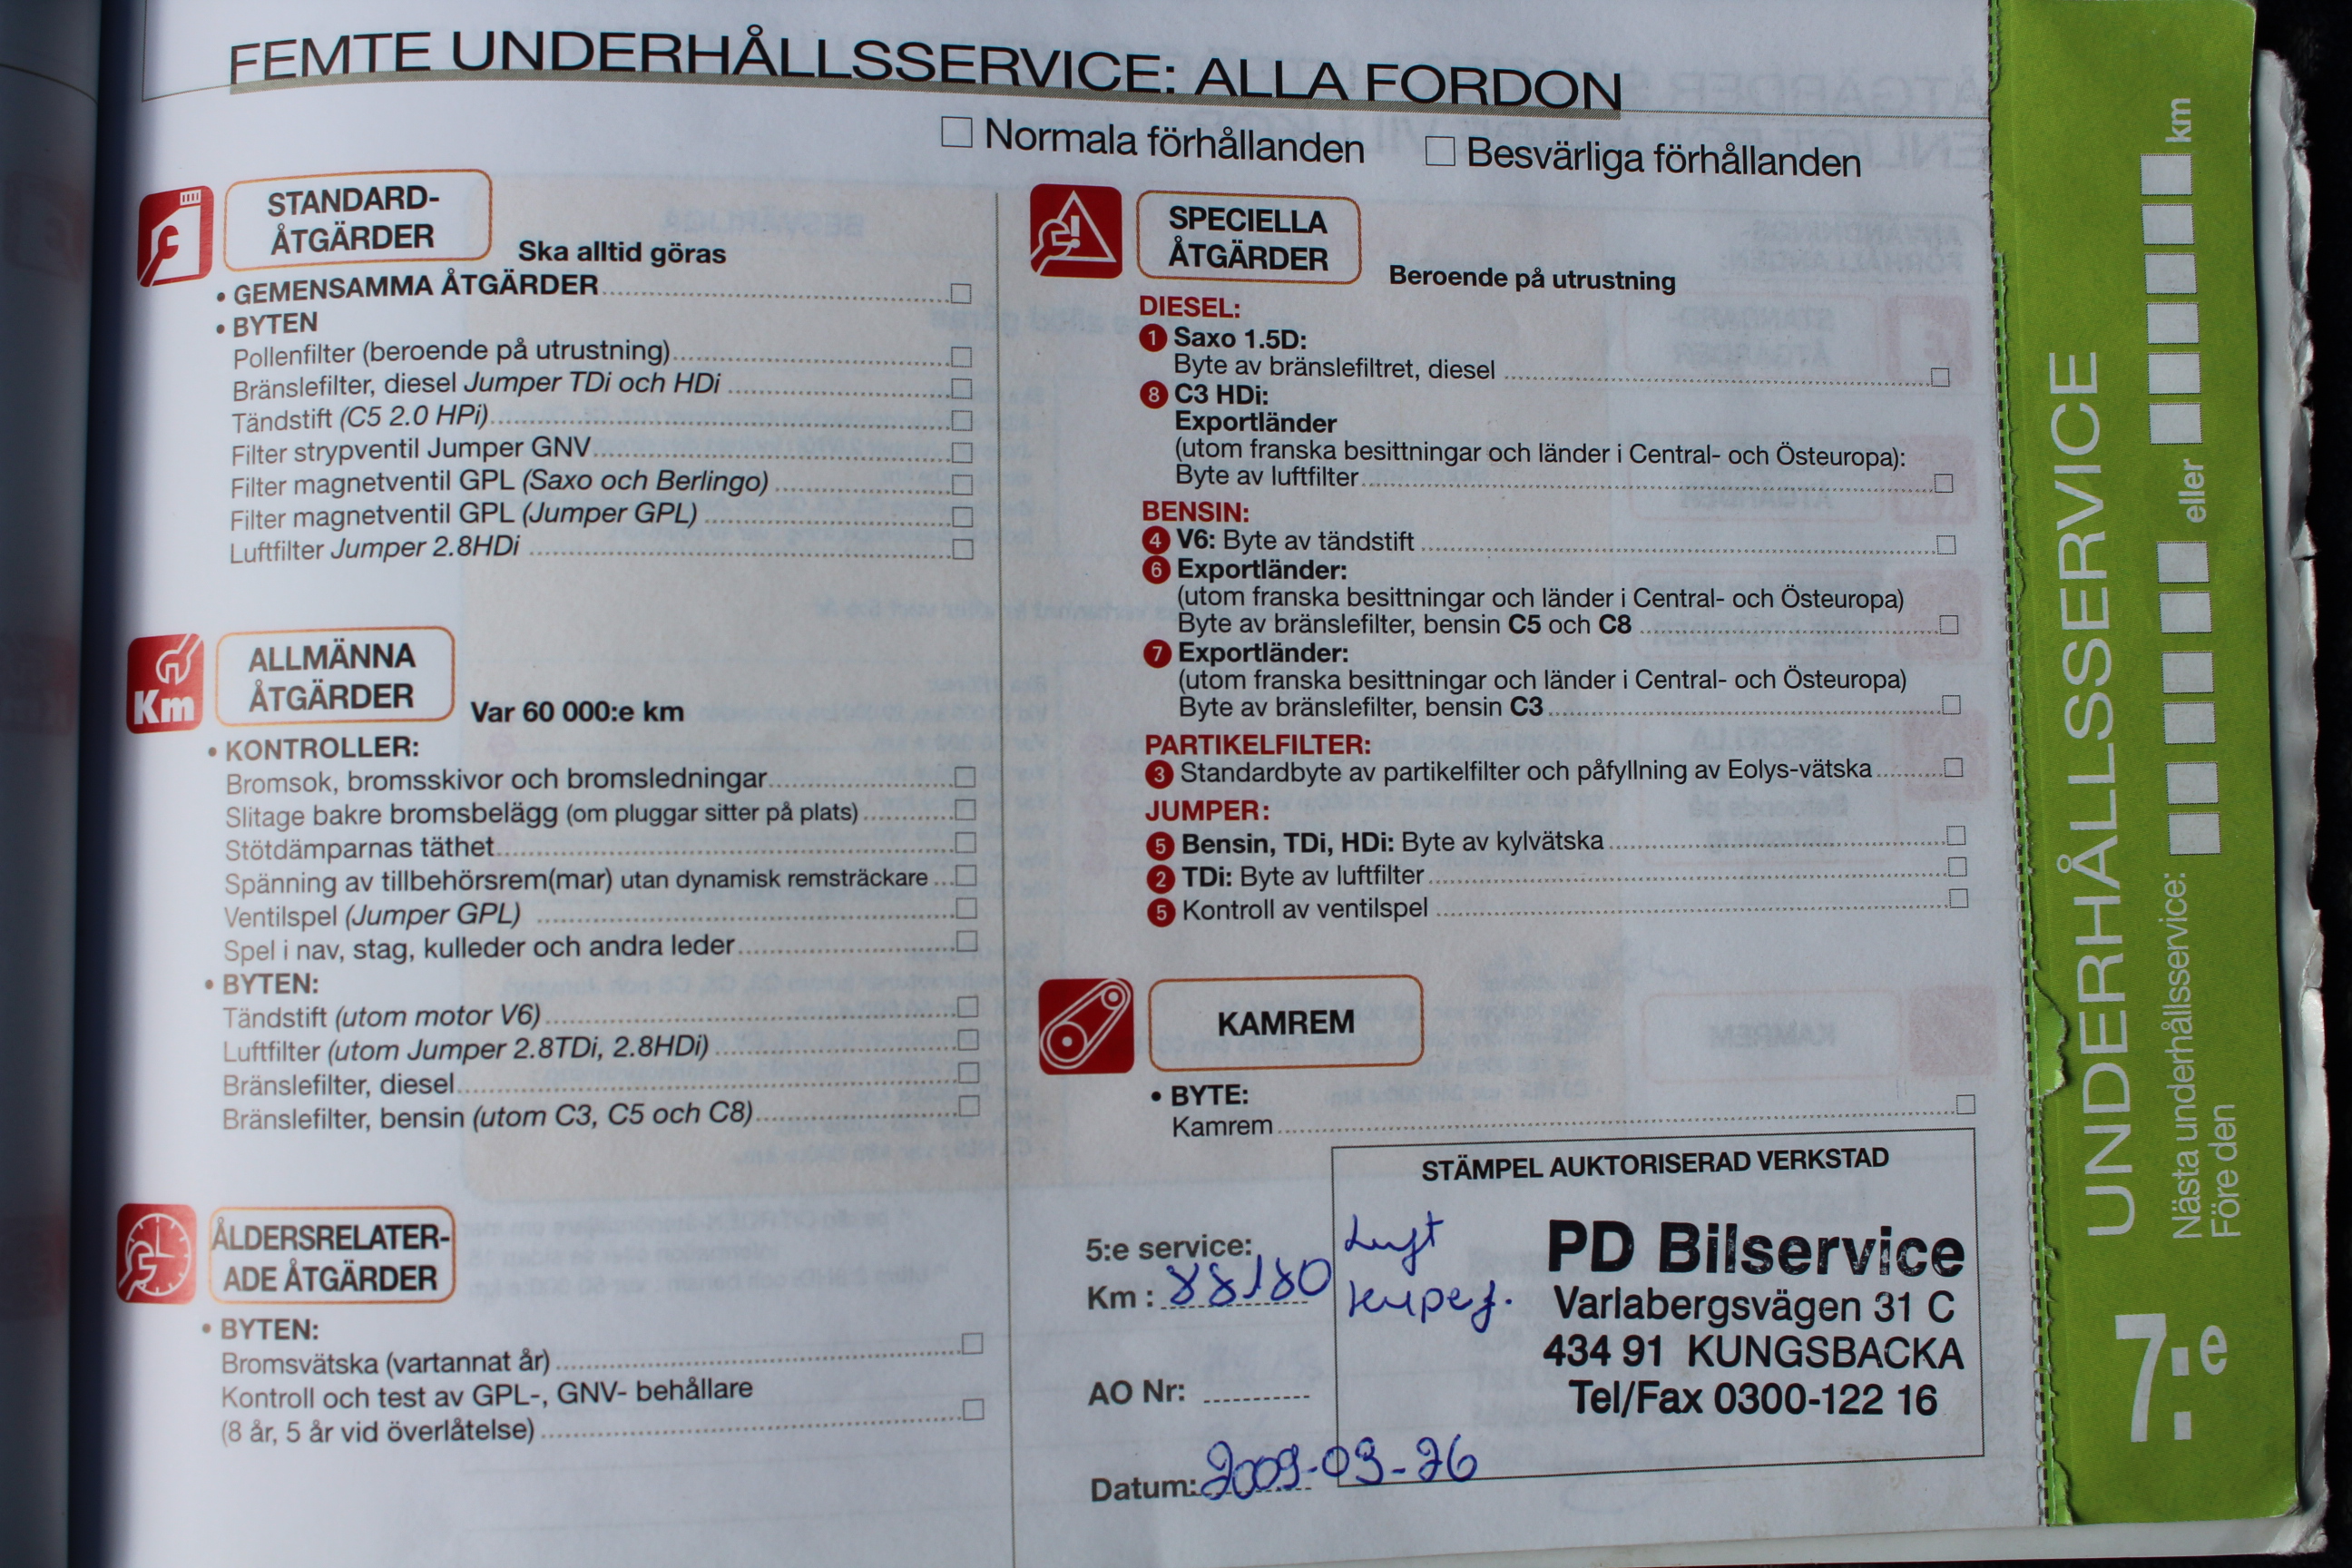 FEMTE UNDERHÅLLSSERVICE: ALLA FORDON
Normala förhållanden
Besvärliga förhållanden
STANDARD-
ÅTGÄRDER
Ska alltid göras
• GEMENSAMMA ÅTGÄRDER
• BYTEN
Pollenfilter (beroende på utrustning)
Bränslefilter, diesel Jumper TDi och HDi
Tändstift (C5 2.0 HPi)
Filter strypventil Jumper GNV
Filter magnetventil GPL (Saxo och Berlingo)
Filter magnetventil GPL (Jumper GPL)
Luftfilter Jumper 2.8HDi
Km
ALLMÄNNA
ÅTGÄRDER
Var 60 000:e km
• KONTROLLER:
Bromsok, bromsskivor och bromsledningar
Slitage bakre bromsbelägg (om pluggar sitter på plats)
Stötdämparnas täthet
Spänning av tillbehörsrem(mar) utan dynamisk remsträckare
Ventilspel (Jumper GPL)
Spel i nav, stag, kulleder och andra leder
• BYTEN:
Tändstift (utom motor V6)
Luftfilter (utom Jumper 2.8TDi, 2.8HDi)
Bränslefilter, diesel
Bränslefilter, bensin (utom C3, C5 och C8)
ÅLDERSRELATER-
ADE ÅTGÄRDER
• BYTEN:
Bromsvätska (vartannat år)
Kontroll och test av GPL-, GNV- behållare
(8 år, 5 år vid överlåtelse)
SPECIELLA
ÅTGÄRDER
Beroende på utrustning
DIESEL:
1 Saxo 1.5D:
Byte av bränslefiltret, diesel
8 C3 HDi:
Exportländer
(utom franska besittningar och länder i Central- och Östeuropa):
Byte av luftfilter
BENSIN:
4 V6: Byte av tändstift
6 Exportländer:
(utom franska besittningar och länder i Central- och Östeuropa)
Byte av bränslefilter, bensin C5 och C8
7 Exportländer:
(utom franska besittningar och länder i Central- och Östeuropa)
Byte av bränslefilter, bensin C3
PARTIKELFILTER:
3 Standardbyte av partikelfilter och påfyllning av Eolys-vätska
JUMPER:
5 Bensin, TDi, HDi: Byte av kylvätska
2 TDi: Byte av luftfilter
5 Kontroll av ventilspel
KAMREM
• BYTE:
Kamrem
STÄMPEL AUKTORISERAD VERKSTAD
5:e service:
Km : 88180
AO Nr:
Datum: 2009-09-26
Luft
kupef.
PD Bilservice
Varlabergsvägen 31 C
434 91 KUNGSBACKA
Tel/Fax 0300-122 16
UNDERHÅLLSSERVICE
7:e
Nästa underhållsservice:
Före den
eller
km